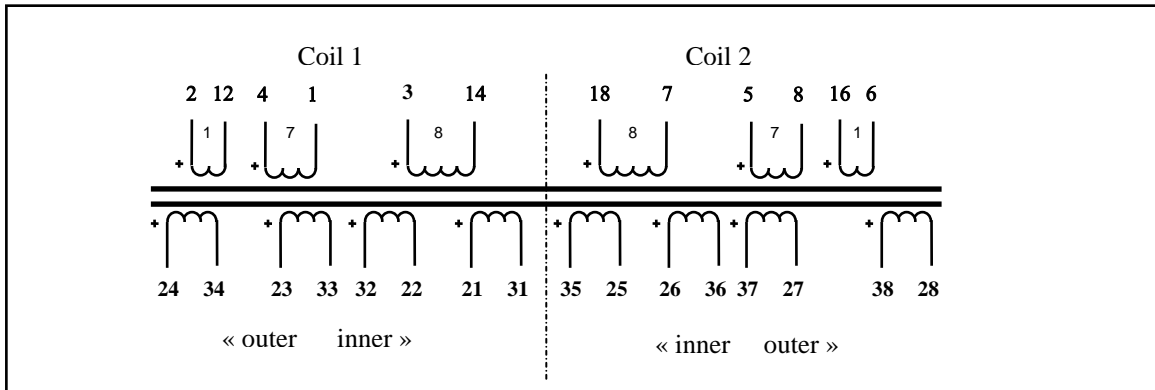 Coil 1 Coil 2
2 12 4 1 3 14 18 7 5 8 16 6
1 7 8 8 7 1
+ + + + + +
+ + + + + + + +
24 34 23 33 32 22 21 31 35 25 26 36 37 27 38 28
« outer inner » « inner outer »